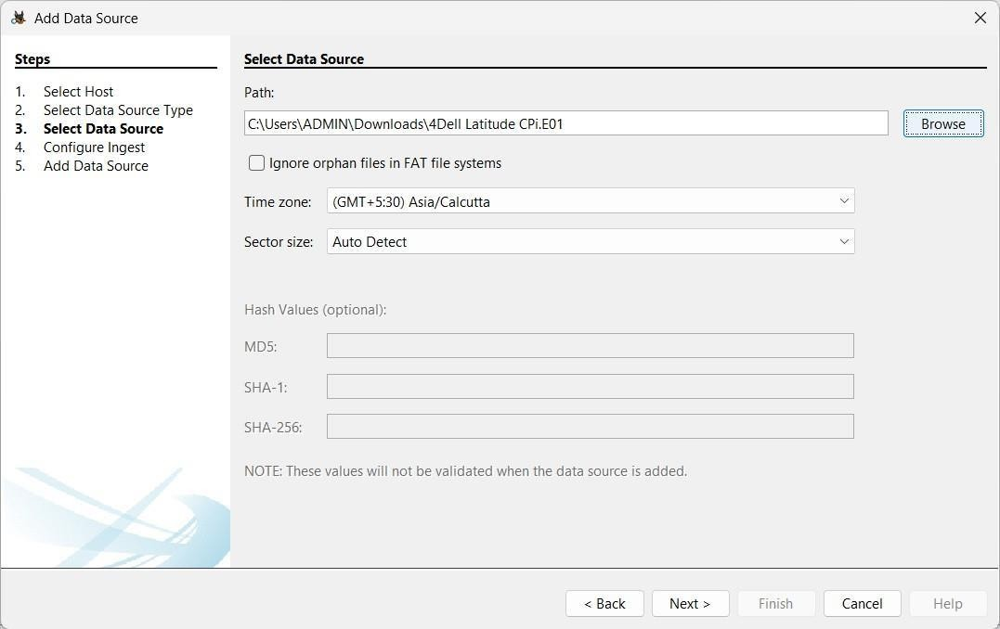 Add Data Source
Steps
1. Select Host
2. Select Data Source Type
3. Select Data Source
4. Configure Ingest
5. Add Data Source
Select Data Source
Path:
C:\Users\ADMIN\Downloads\4Dell Latitude CPi.E01
Browse
Ignore orphan files in FAT file systems
Time zone: (GMT+5:30) Asia/Calcutta
Sector size: Auto Detect
Hash Values (optional):
MD5:
SHA-1:
SHA-256:
NOTE: These values will not be validated when the data source is added.
< Back Next > Finish Cancel Help